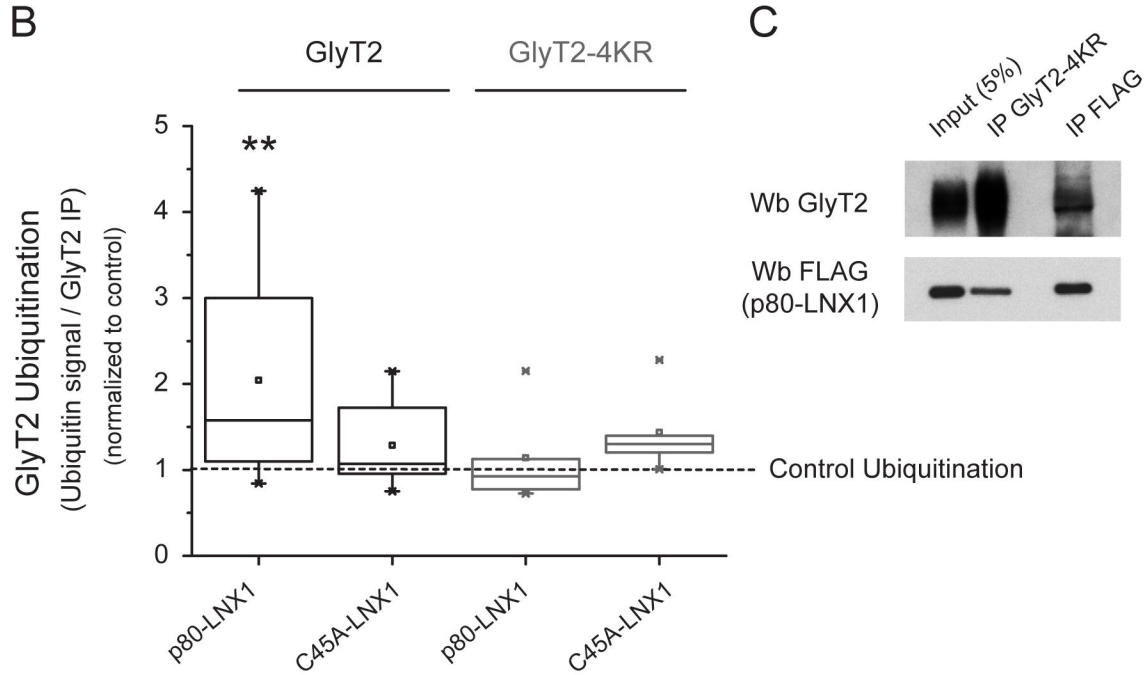 B
GlyT2
GlyT2-4KR
GlyT2 Ubiquitination
(Ubiquitin signal / GlyT2 IP)
(normalized to control)
5
4
3
2
1
0
**
Control Ubiquitination
p80-LNX1
C45A-LNX1
p80-LNX1
C45A-LNX1
C
Input (5%)
IP GlyT2-4KR
IP FLAG
Wb GlyT2
Wb FLAG
(p80-LNX1)